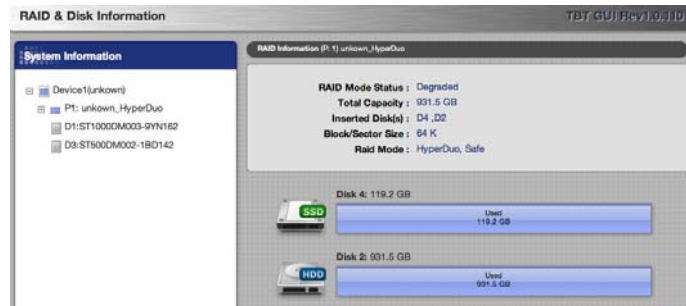 RAID & Disk Information
TBT GUI Rev1.0.110
System Information
Device1(unkown)
P1: unkown_HyperDuo
D1:ST1000DM003-9YN162
D3:ST500DM002-1BD142
RAID Information (P: 1) unkown_HyperDuo
RAID Mode Status : Degraded
Total Capacity : 931.5 GB
Inserted Disk(s) : D4 ,D2
Block/Sector Size : 64 K
Raid Mode : HyperDuo, Safe
Disk 4: 119.2 GB
SSD
Used
119.2 GB
Disk 2: 931.5 GB
HDD
Used
931.5 GB